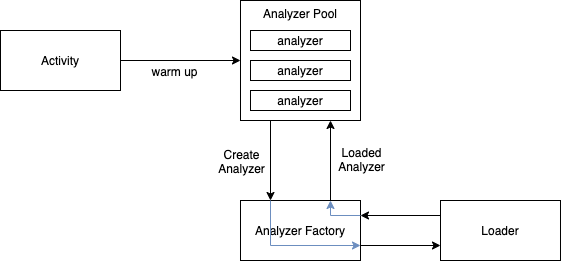 Analyzer Pool
analyzer
Activity
analyzer
warm up
analyzer
Create
Analyzer
Loaded
Analyzer
Analyzer Factory
Loader